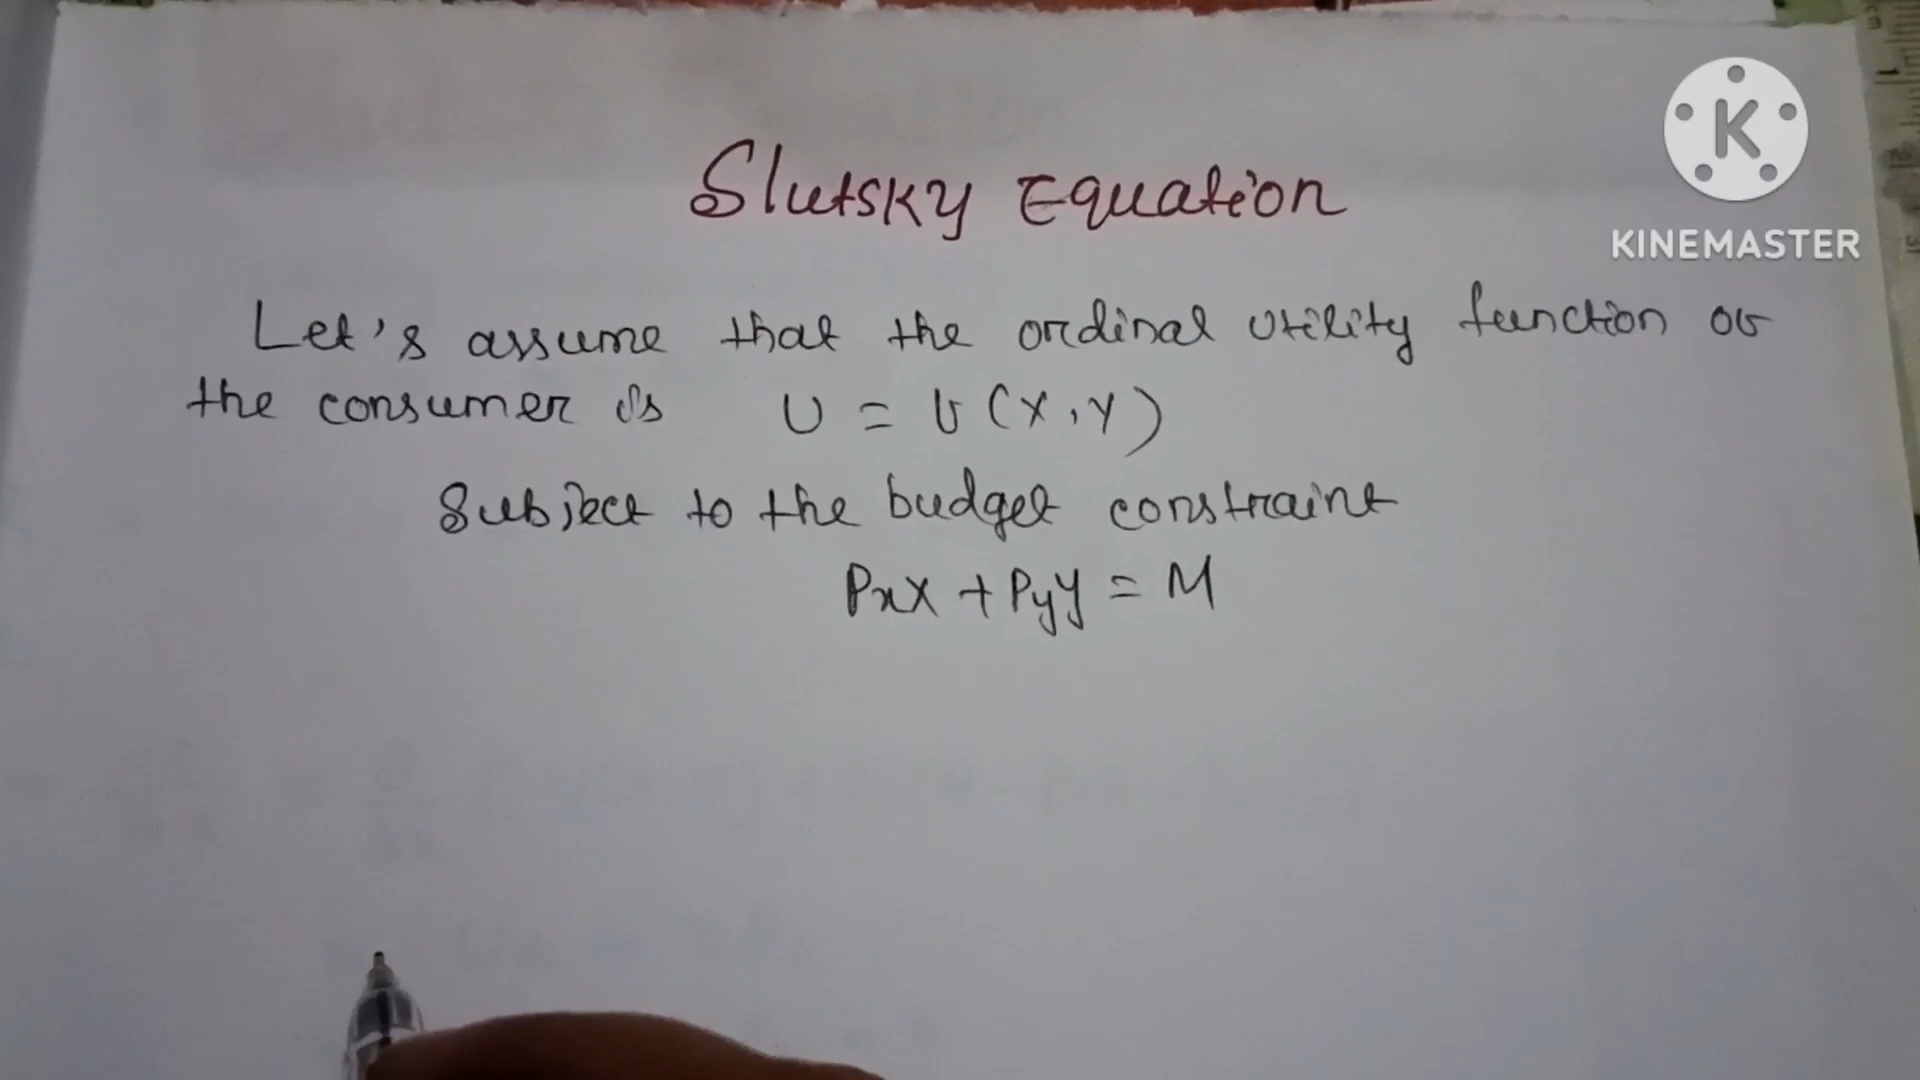 Slutsky Equation
K
KINEMASTER
Let's assume that the ordinal utility function of
the consumer is U = U (X, Y)
Subject to the budget constraint
PxX + PyY = M